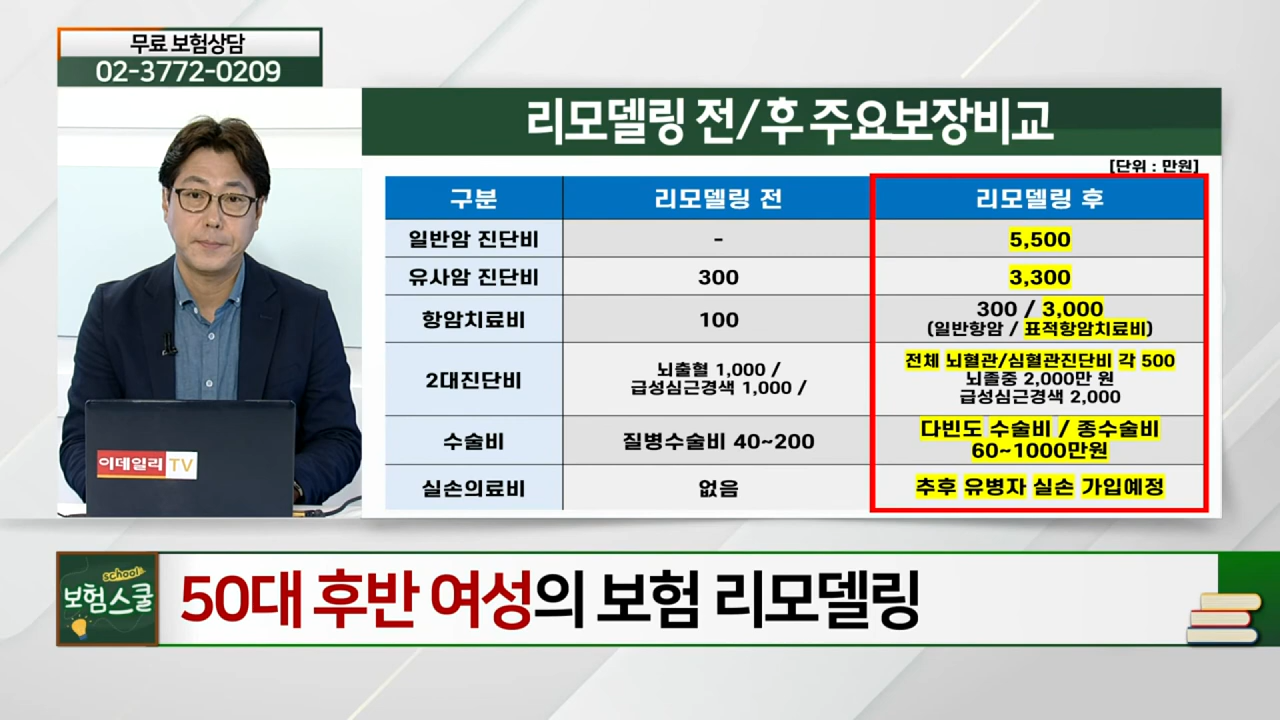 무료 보험상담
02-3772-0209
리모델링 전/후 주요보장비교
[단위 : 만원]
구분 리모델링 전 리모델링 후
일반암 진단비 - 5,500
유사암 진단비 300 3,300
항암치료비 100 300 / 3,000
(일반항암 / 표적항암치료비)
2대진단비 뇌출혈 1,000 /
급성심근경색 1,000 /
전체 뇌혈관/심혈관진단비 각 500
뇌졸중 2,000만 원
급성심근경색 2,000
수술비 질병수술비 40~200 다빈도 수술비 / 종수술비
60~1000만원
실손의료비 없음 추후 유병자 실손 가입예정
이데일리 TV
school
보험스쿨
50대 후반 여성의 보험 리모델링